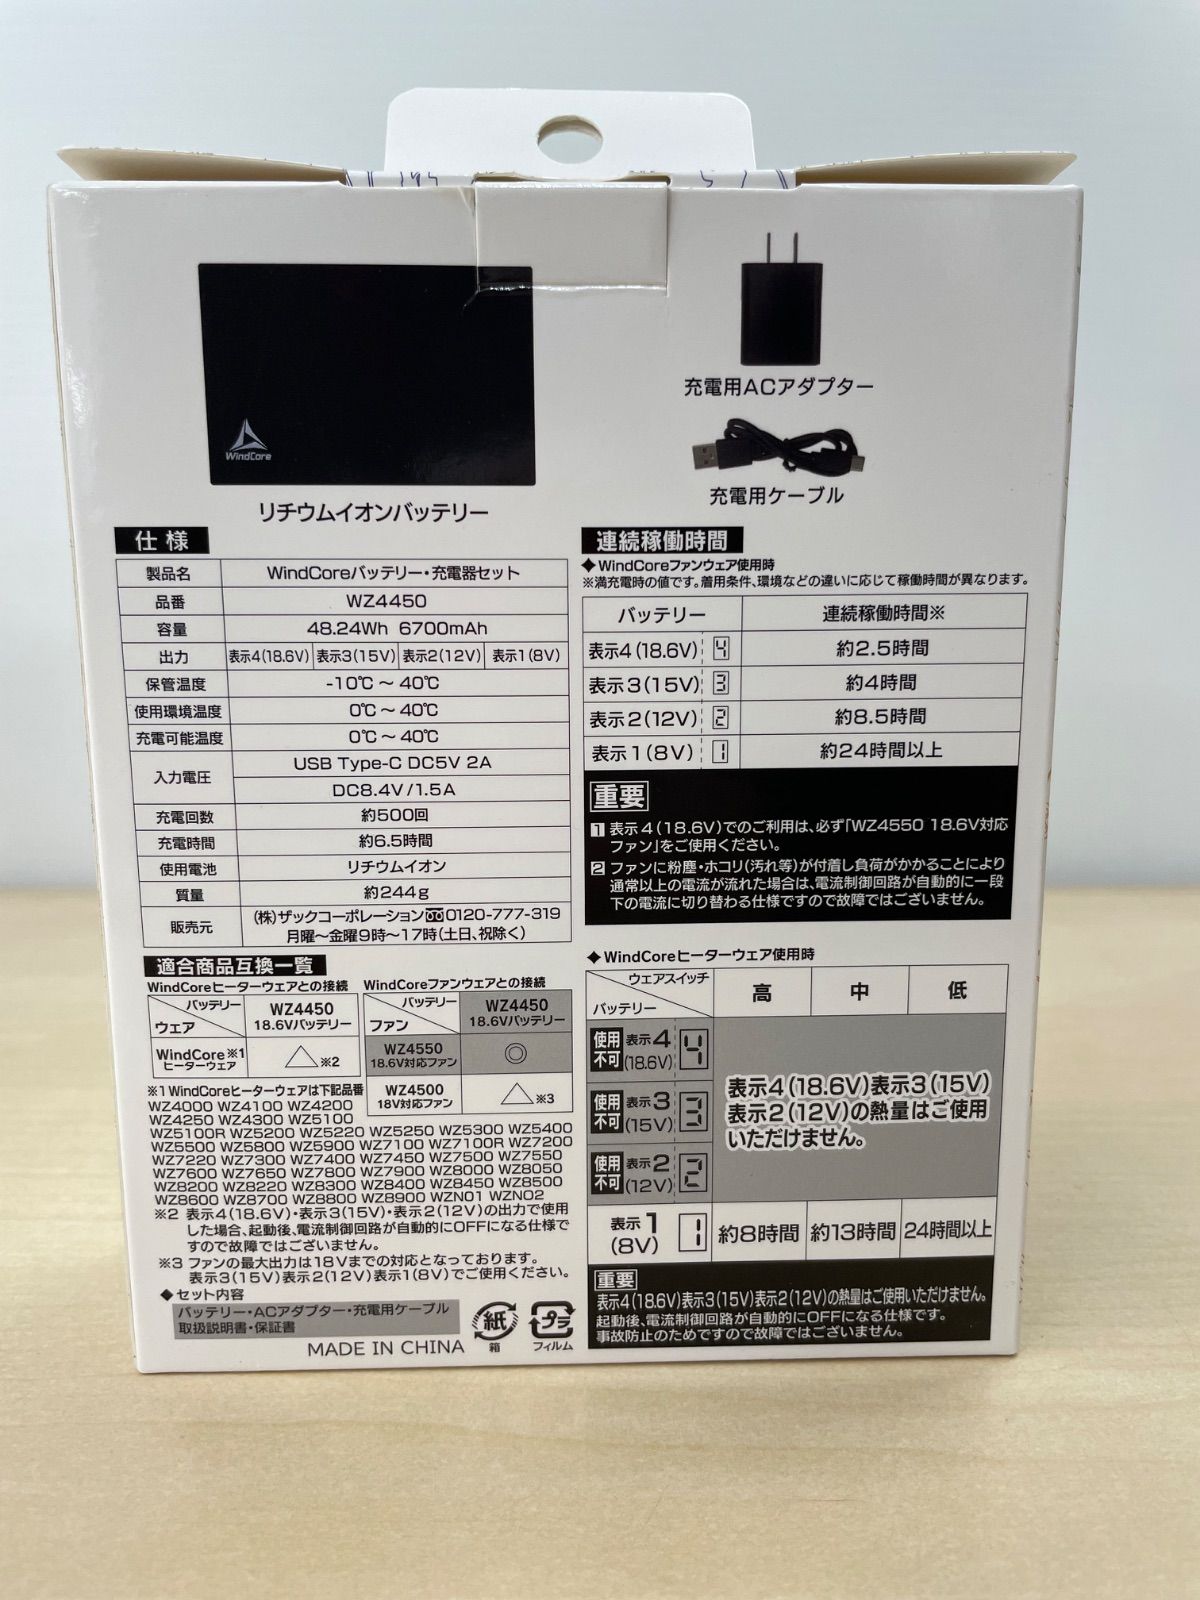 WindCore
リチウムイオンバッテリー
充電用ACアダプター
充電用ケーブル
仕様
製品名 WindCoreバッテリー・充電器セット
品番 WZ4450
容量 48.24Wh 6700mAh
出力 表示4(18.6V) 表示3(15V) 表示2(12V) 表示1(8V)
保管温度 -10℃～40℃
使用環境温度 0℃～40℃
充電可能温度 0℃～40℃
入力電圧 USB Type-C DC5V 2A
DC8.4V/1.5A
充電回数 約500回
充電時間 約6.5時間
使用電池 リチウムイオン
質量 約244g
販売元 (株)ザックコーポレーション 0120-777-319
月曜～金曜9時～17時(土日、祝除く)
適合商品互換一覧
WindCoreヒーターウェアとの接続
バッテリー WZ4450
ウェア 18.6Vバッテリー
WindCore※1 △※2
ヒーターウェア
WindCoreファンウェアとの接続
バッテリー WZ4450
ファン 18.6Vバッテリー
WZ4550 ◎
18.6V対応ファン
WZ4500 △※3
18V対応ファン
※1 WindCoreヒーターウェアは下記品番
WZ4000 WZ4100 WZ4200
WZ4250 WZ4300 WZ5100
WZ5100R WZ5200 WZ5220 WZ5250 WZ5300 WZ5400
WZ5500 WZ5800 WZ5900 WZ7100 WZ7100R WZ7200
WZ7220 WZ7300 WZ7400 WZ7450 WZ7500 WZ7550
WZ7600 WZ7650 WZ7800 WZ7900 WZ8000 WZ8050
WZ8200 WZ8220 WZ8300 WZ8400 WZ8450 WZ8500
WZ8600 WZ8700 WZ8800 WZ8900 WZN01 WZN02
※2 表示4(18.6V)・表示3(15V)・表示2(12V)の出力で使用
した場合、起動後、電流制御回路が自動的にOFFになる仕様で
すので故障ではございません。
※3 ファンの最大出力は18Vまでの対応となっております。
表示3(15V)表示2(12V)表示1(8V)でご使用ください。
◆セット内容
バッテリー・ACアダプター・充電用ケーブル
取扱説明書・保証書
MADE IN CHINA
紙
箱
プラ
フィルム
連続稼働時間
◆WindCoreファンウェア使用時
※満充電時の値です。着用条件、環境などの違いに応じて稼働時間が異なります。
バッテリー 連続稼働時間※
表示4(18.6V) 4 約2.5時間
表示3(15V) 3 約4時間
表示2(12V) 2 約8.5時間
表示1(8V) 1 約24時間以上
重要
1 表示4(18.6V)でのご利用は、必ず「WZ4550 18.6V対応
ファン」をご使用ください。
2 ファンに粉塵・ホコリ(汚れ等)が付着し負荷がかかることにより
通常以上の電流が流れた場合は、電流制御回路が自動的に一段
下の電流に切り替わる仕様ですので故障ではございません。
◆WindCoreヒーターウェア使用時
ウェアスイッチ 高 中 低
バッテリー
使用不可 表示4(18.6V) 4
使用不可 表示3(15V) 3
使用不可 表示2(12V) 2
表示4(18.6V)表示3(15V)
表示2(12V)の熱量はご使用
いただけません。
表示1(8V) 1 約8時間 約13時間 24時間以上
重要
表示4(18.6V)表示3(15V)表示2(12V)の熱量はご使用いただけません。
起動後、電流制御回路が自動的にOFFになる仕様です。
事故防止のためですので故障ではございません。